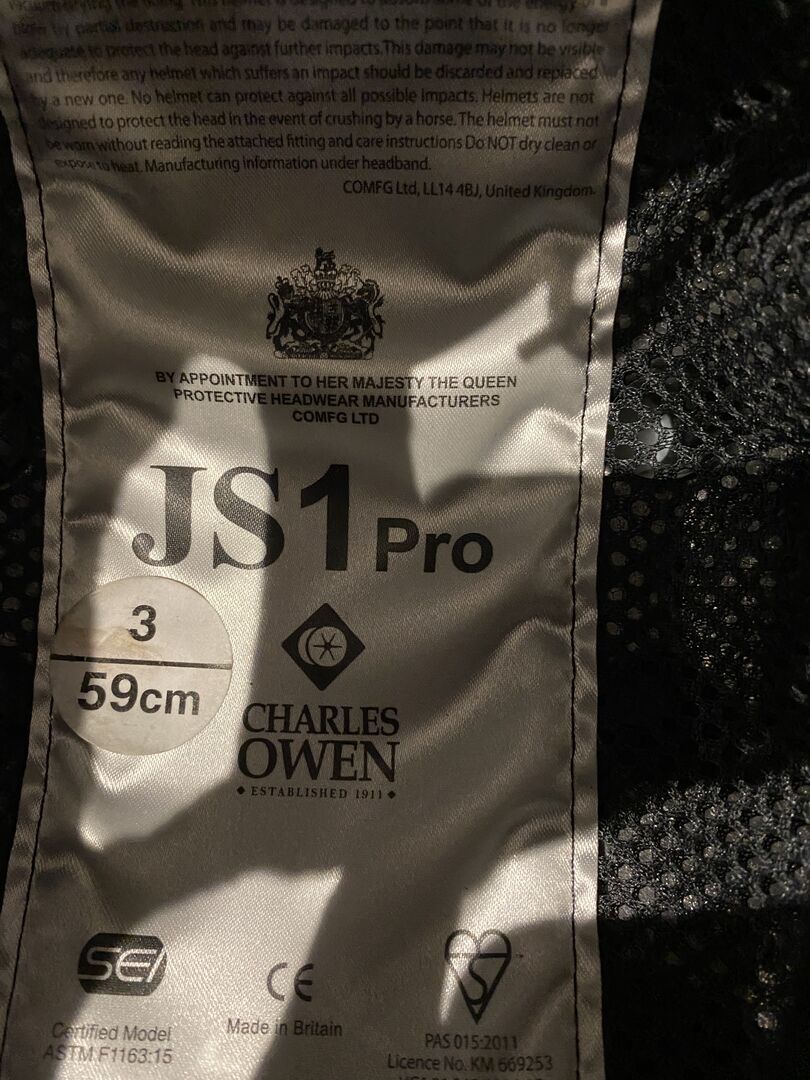 blow by partial destruction and may be damaged to the point that it is no longer
adequate to protect the head against further impacts.This damage may not be visible
and therefore any helmet which suffers an impact should be discarded and replaced
by a new one. No helmet can protect against all possible impacts. Helmets are not
designed to protect the head in the event of crushing by a horse. The helmet must not
be worn without reading the attached fitting and care instructions Do NOT dry clean or
expose to heat. Manufacturing information under headband.
COMFG Ltd, LL14 4BJ, United Kingdom.
BY APPOINTMENT TO HER MAJESTY THE QUEEN
PROTECTIVE HEADWEAR MANUFACTURERS
COMFG LTD
JS1 Pro
3
59cm
CHARLES
OWEN
ESTABLISHED 1911
SEI
CE
S
Certified Model
ASTM F1163:15
Made in Britain
PAS 015:2011
Licence No. KM 669253